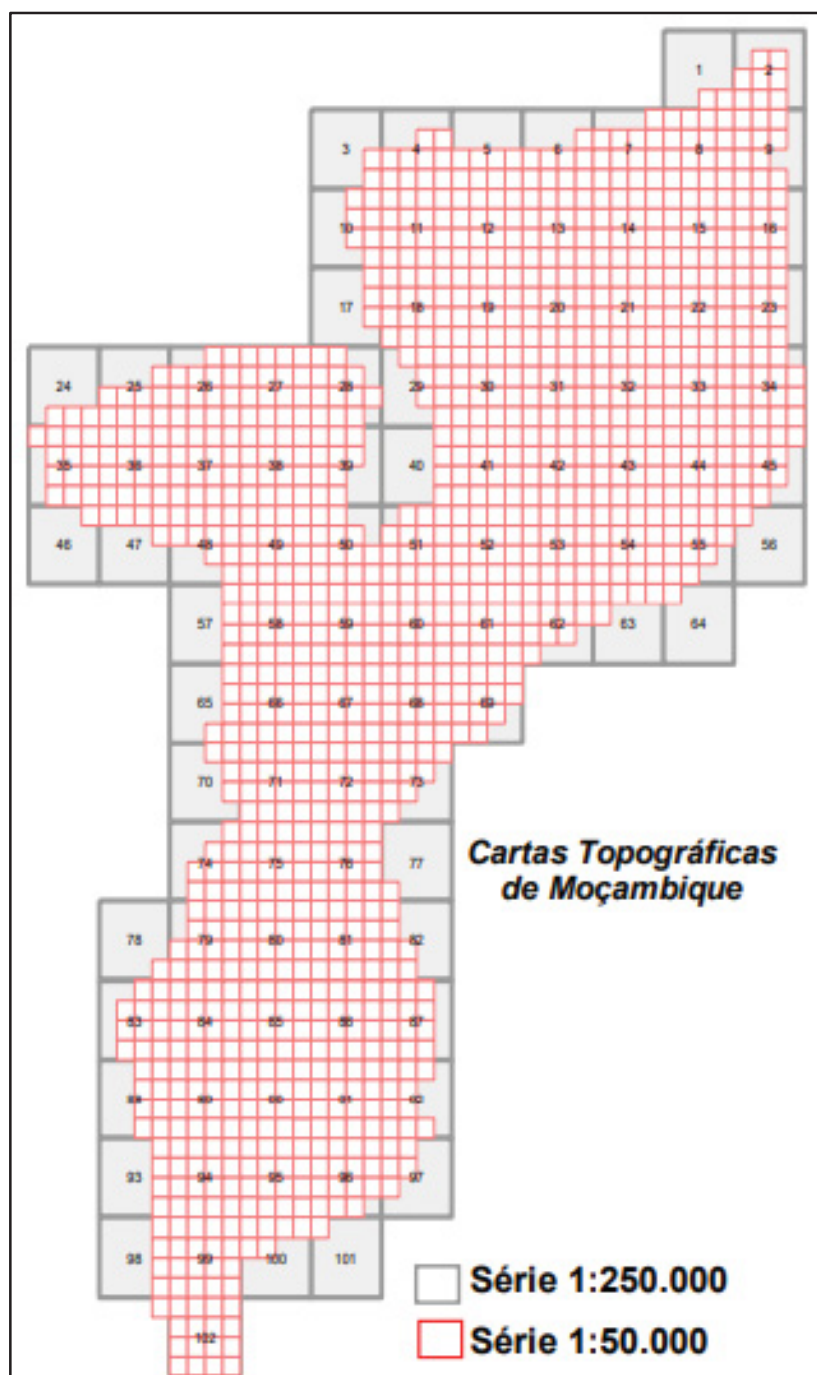 1 2
3 4 5 6 7 8 9
10 11 12 13 14 15 16
17 18 19 20 21 22 23
24 25 26 27 28 29 30 31 32 33 34
35 36 37 38 39 40 41 42 43 44 45
46 47 48 49 50 51 52 53 54 55 56
57 58 59 60 61 62 63 64
65 66 67 68 69
70 71 72 73
74 75 76 77
Cartas Topográficas
de Moçambique
78 79 80 81 82
83 84 85 86 87
88 89 90 91 92
93 94 95 96 97
98 99 100 101
102
Série 1:250.000
Série 1:50.000